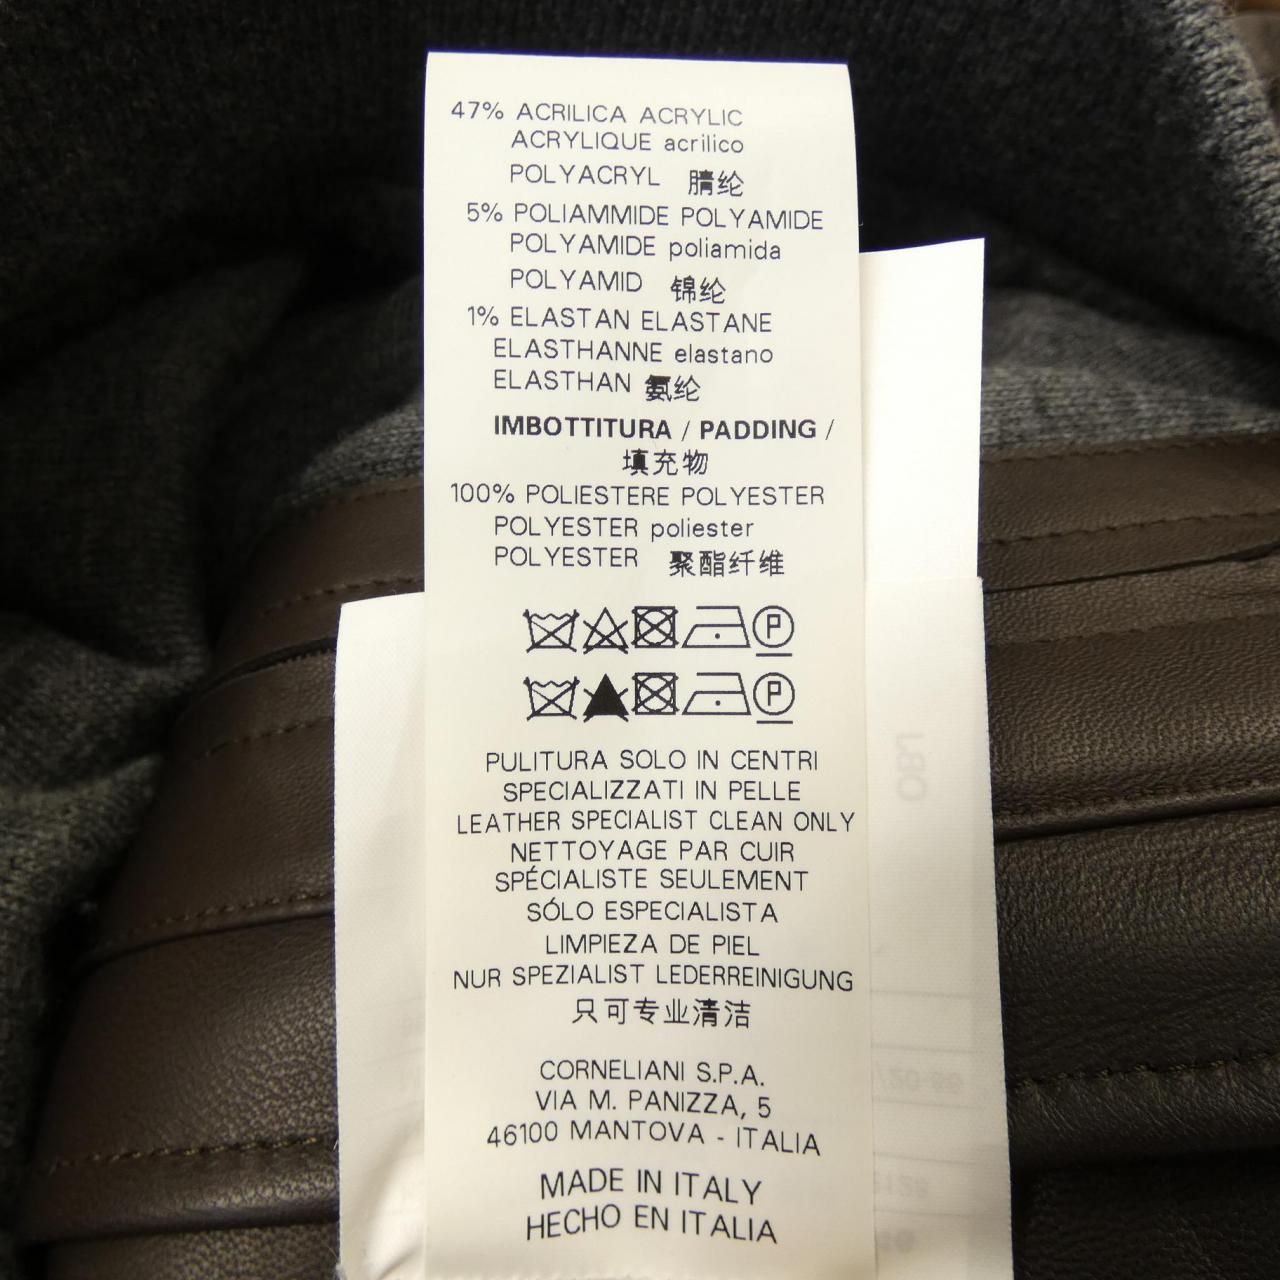 47% ACRILICA ACRYLIC
ACRYLIQUE acrilico
POLYACRYL 腈纶
5% POLIAMMIDE POLYAMIDE
POLYAMIDE poliamida
POLYAMID 锦纶
1% ELASTAN ELASTANE
ELASTHANNE elastano
ELASTHAN 氨纶
IMBOTTITURA / PADDING /
填充物
100% POLIESTERE POLYESTER
POLYESTER poliester
POLYESTER 聚酯纤维
P
P
PULITURA SOLO IN CENTRI
SPECIALIZZATI IN PELLE
LEATHER SPECIALIST CLEAN ONLY
NETTOYAGE PAR CUIR
SPÉCIALISTE SEULEMENT
SÓLO ESPECIALISTA
LIMPIEZA DE PIEL
NUR SPEZIALIST LEDERREINIGUNG
只可专业清洁
CORNELIANI S.P.A.
VIA M. PANIZZA, 5
46100 MANTOVA - ITALIA
MADE IN ITALY
HECHO EN ITALIA